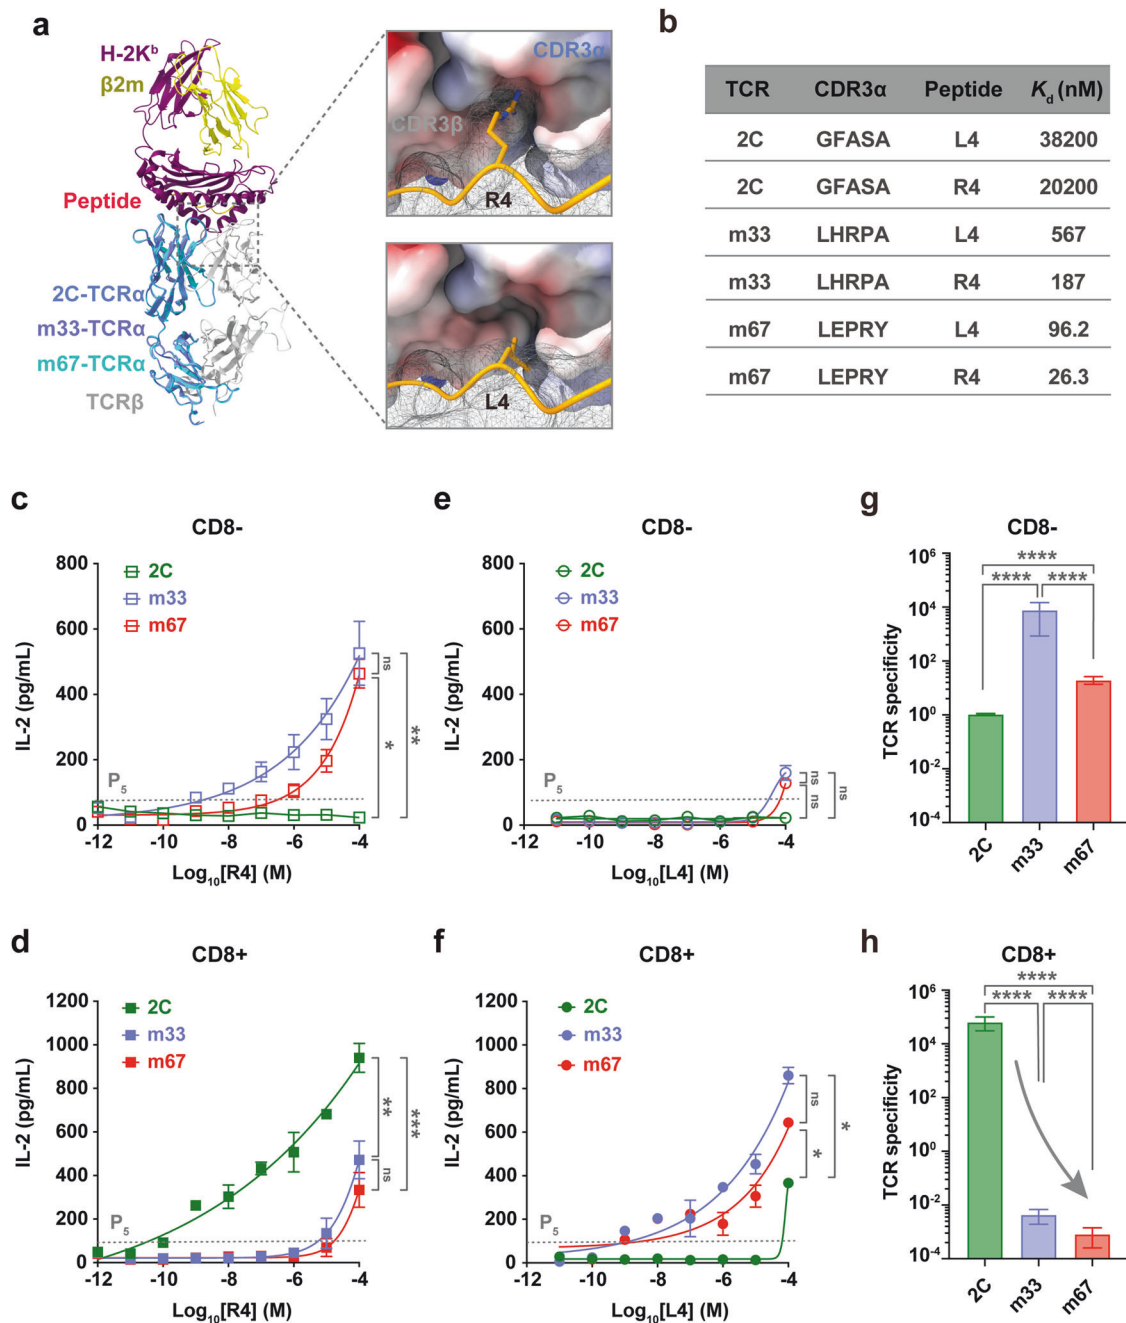 a
H-2Kᵇ
β2m
Peptide
2C-TCRα
m33-TCRα
m67-TCRα
TCRβ
CDR3α
CDR3β
R4
L4
b
TCR CDR3α Peptide Kd (nM)
2C GFASA L4 38200
2C GFASA R4 20200
m33 LHRPA L4 567
m33 LHRPA R4 187
m67 LEPRY L4 96.2
m67 LEPRY R4 26.3
c
CD8-
IL-2 (pg/mL)
800
600
400
200
0
2C
m33
m67
P₅
ns
*
**
-12 -10 -8 -6 -4
Log₁₀[R4] (M)
e
CD8-
IL-2 (pg/mL)
800
600
400
200
0
2C
m33
m67
P₅
ns
ns
ns
-12 -10 -8 -6 -4
Log₁₀[L4] (M)
g
CD8-
TCR specificity
10⁶
10⁴
10²
10⁰
10⁻²
10⁻⁴
****
**** ****
2C m33 m67
d
CD8+
IL-2 (pg/mL)
1200
1000
800
600
400
200
0
2C
m33
m67
P₅
**
ns
***
-12 -10 -8 -6 -4
Log₁₀[R4] (M)
f
CD8+
IL-2 (pg/mL)
1200
1000
800
600
400
200
0
2C
m33
m67
P₅
ns
*
*
-12 -10 -8 -6 -4
Log₁₀[L4] (M)
h
CD8+
TCR specificity
10⁶
10⁴
10²
10⁰
10⁻²
10⁻⁴
****
**** ****
2C m33 m67